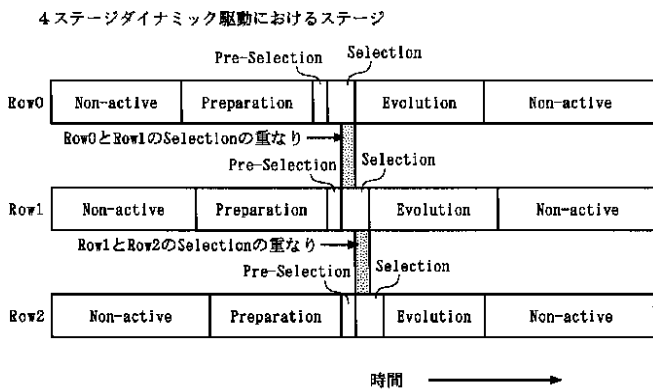 4ステージダイナミック駆動におけるステージ
Pre-Selection Selection
Row0 Non-active Preparation Evolution Non-active
Row0とRow1のSelectionの重なり
Pre-Selection Selection
Row1 Non-active Preparation Evolution Non-active
Row1とRow2のSelectionの重なり
Pre-Selection Selection
Row2 Non-active Preparation Evolution Non-active
時間